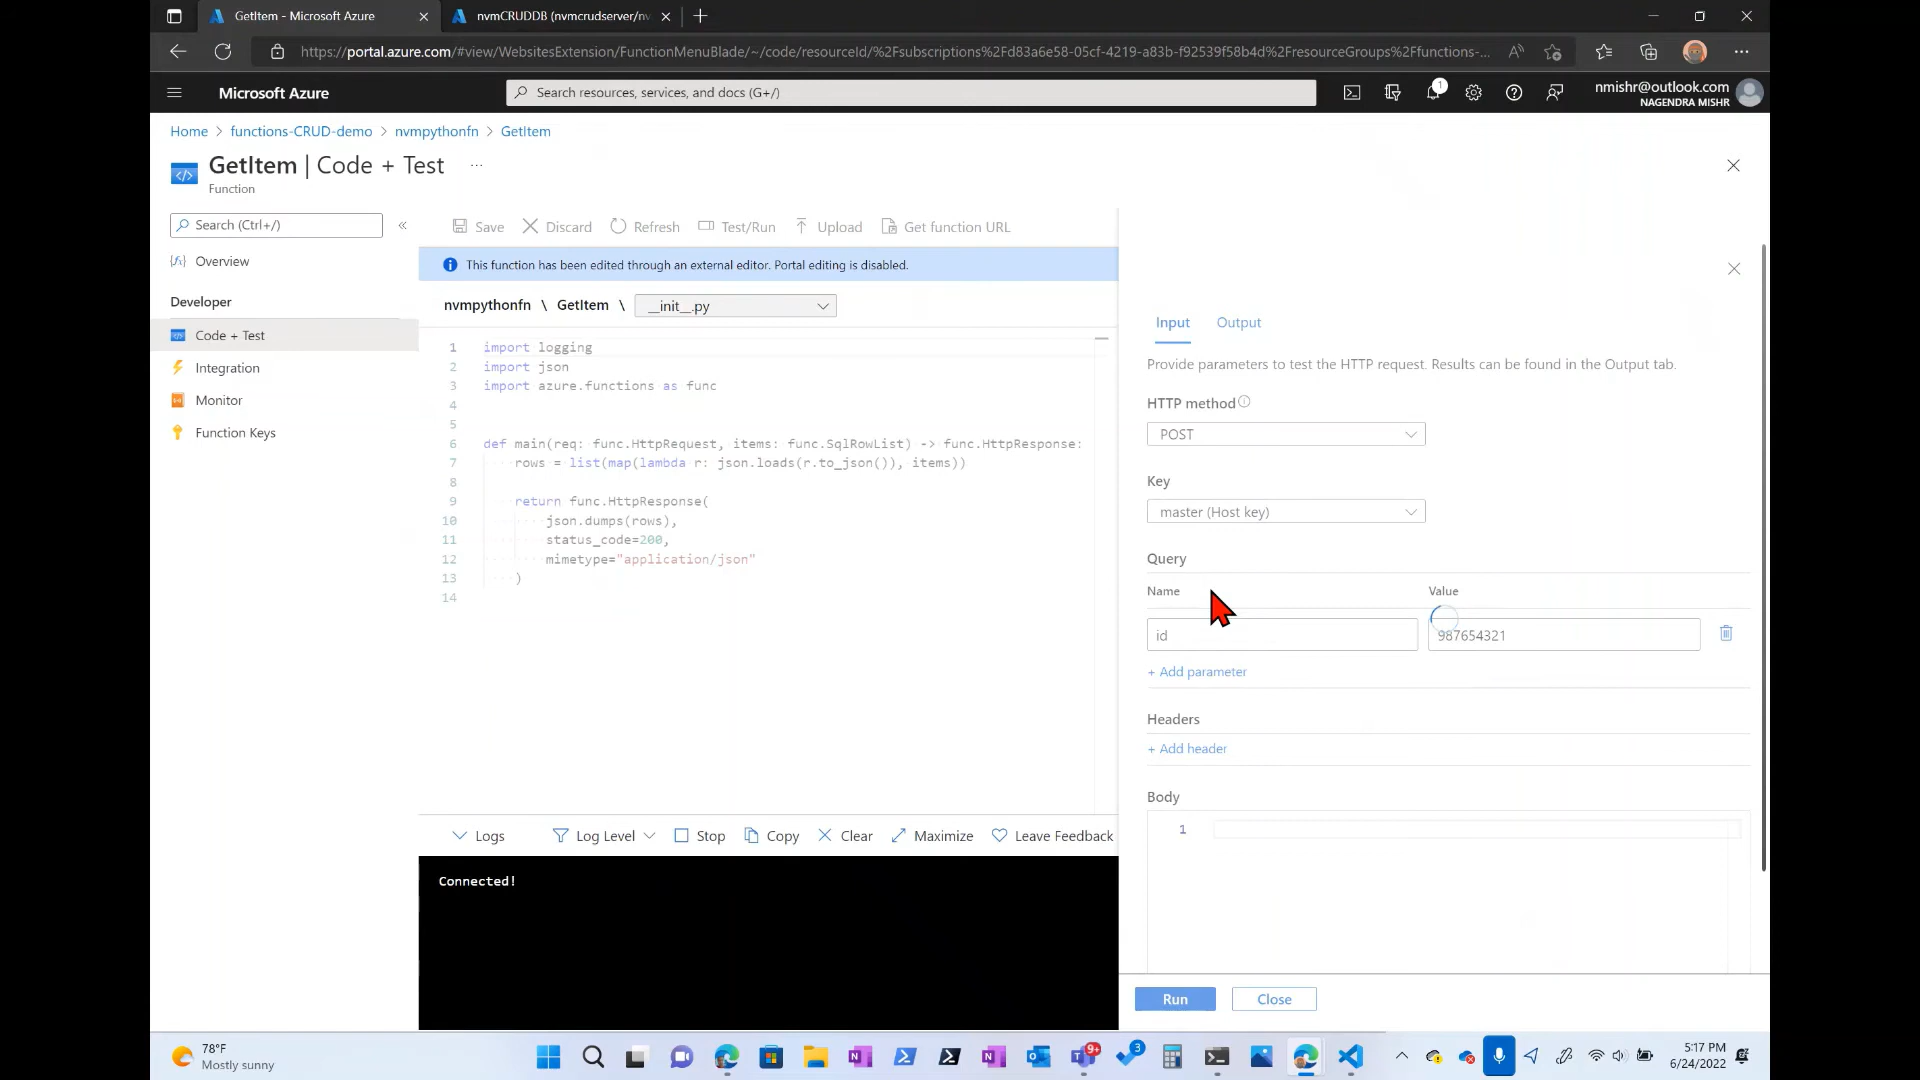 GetItem - Microsoft Azure
nvmCRUDDB (nvmcrudserver/nv
https://portal.azure.com/#view/WebsitesExtension/FunctionMenuBlade/~/code/resourceId/%2Fsubscriptions%2Fd83a6e58-05cf-4219-a83b-f92539f58b4d%2FresourceGroups%2Ffunctions-...
Microsoft Azure
Search resources, services, and docs (G+/)
1
nmishr@outlook.com
NAGENDRA MISHR
Home > functions-CRUD-demo > nvmpythonfn > GetItem
GetItem | Code + Test ...
Function
Search (Ctrl+/)
«
Save
Discard
Refresh
Test/Run
Upload
Get function URL
Overview
This function has been edited through an external editor. Portal editing is disabled.
Developer
Code + Test
Integration
Monitor
Function Keys
nvmpythonfn \ GetItem \ __init__.py
1 import logging
2 import json
3 import azure.functions as func
4
5
6 def main(req: func.HttpRequest, items: func.SqlRowList) -> func.HttpResponse:
7 rows = list(map(lambda r: json.loads(r.to_json()), items))
8
9 return func.HttpResponse(
10 json.dumps(rows),
11 status_code=200,
12 mimetype="application/json"
13 )
14
Logs
Log Level
Stop
Copy
Clear
Maximize
Leave Feedback
Connected!
Input
Output
Provide parameters to test the HTTP request. Results can be found in the Output tab.
HTTP method
POST
Key
master (Host key)
Query
Name Value
id 987654321
+ Add parameter
Headers
+ Add header
Body
1
Run
Close
78°F
Mostly sunny
9+
3
5:17 PM
6/24/2022